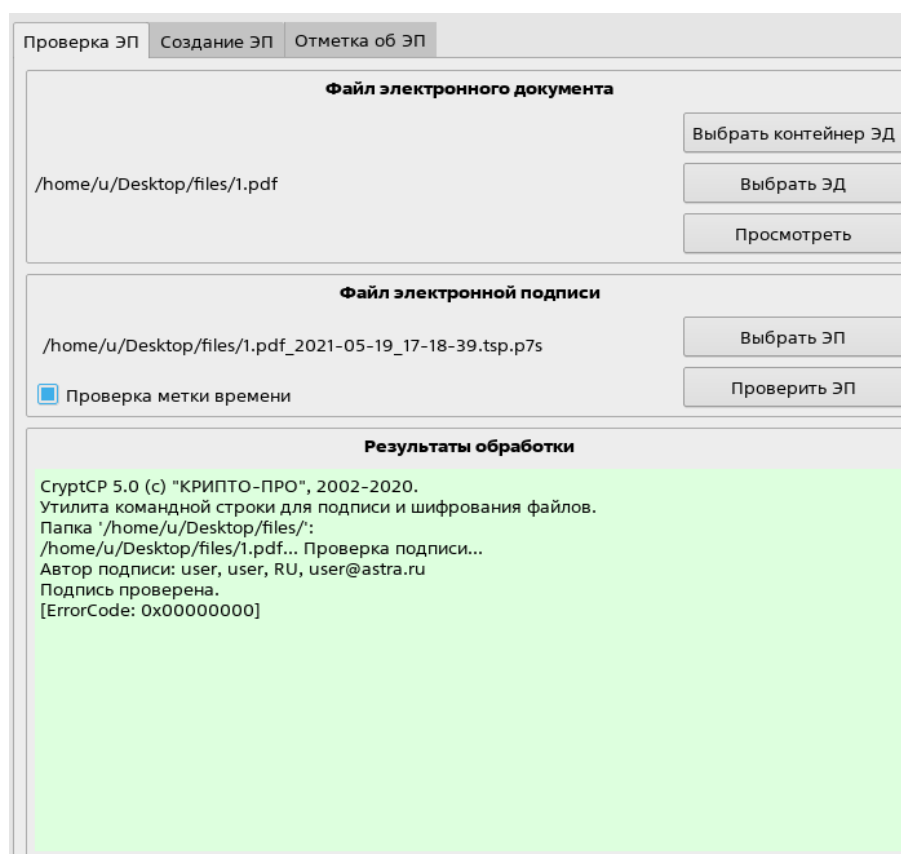 Проверка ЭП Создание ЭП Отметка об ЭП
Файл электронного документа
Выбрать контейнер ЭД
/home/u/Desktop/files/1.pdf Выбрать ЭД
Просмотреть
Файл электронной подписи
/home/u/Desktop/files/1.pdf_2021-05-19_17-18-39.tsp.p7s Выбрать ЭП
Проверка метки времени Проверить ЭП
Результаты обработки
CryptCP 5.0 (c) "КРИПТО-ПРО", 2002-2020.
Утилита командной строки для подписи и шифрования файлов.
Папка '/home/u/Desktop/files/':
/home/u/Desktop/files/1.pdf... Проверка подписи...
Автор подписи: user, user, RU, user@astra.ru
Подпись проверена.
[ErrorCode: 0x00000000]